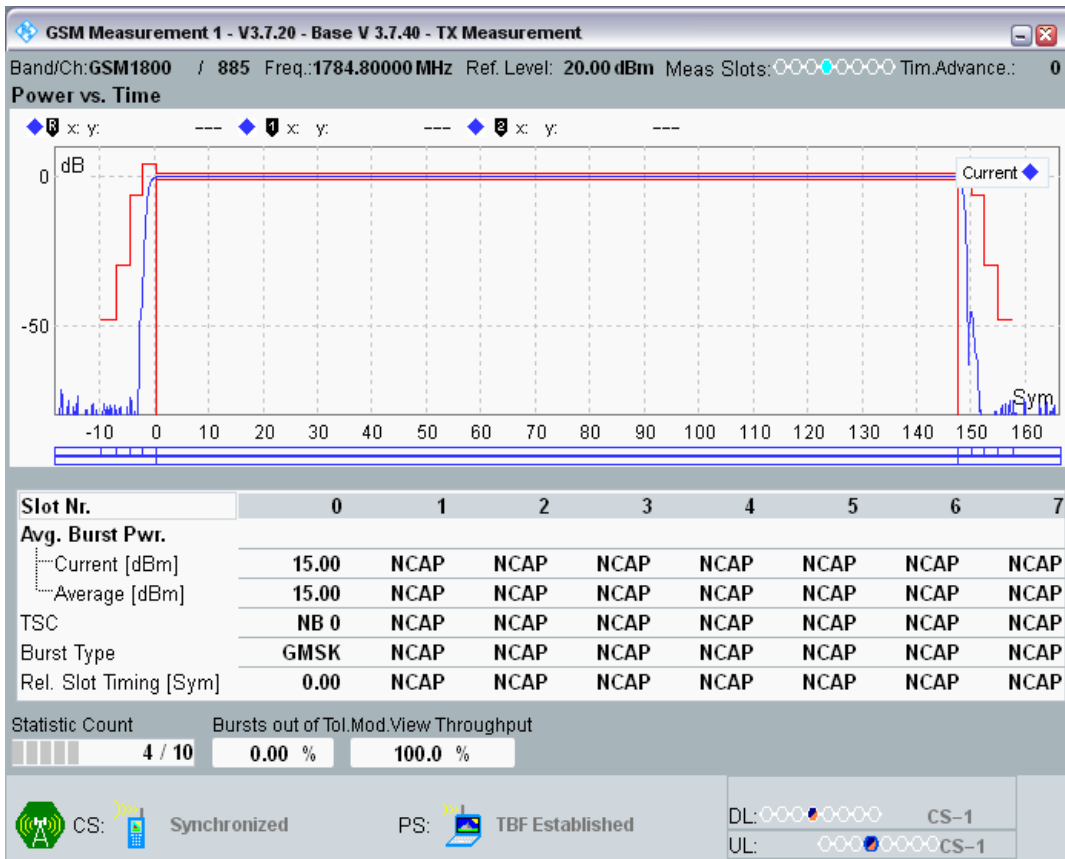 GSM Measurement 1 - V3.7.20 - Base V 3.7.40 - TX Measurement
Band/Ch:GSM1800 / 885 Freq.:1784.80000 MHz Ref. Level: 20.00 dBm Meas Slots: Tim.Advance.: 0
Power vs. Time
R x: y: --- 1 x: y: --- 2 x: y: ---
dB
Current
0
-50
Sym
-10 0 10 20 30 40 50 60 70 80 90 100 110 120 130 140 150 160
Slot Nr. 0 1 2 3 4 5 6 7
Avg. Burst Pwr.
Current [dBm] 15.00 NCAP NCAP NCAP NCAP NCAP NCAP NCAP
Average [dBm] 15.00 NCAP NCAP NCAP NCAP NCAP NCAP NCAP
TSC NB 0 NCAP NCAP NCAP NCAP NCAP NCAP NCAP
Burst Type GMSK NCAP NCAP NCAP NCAP NCAP NCAP NCAP
Rel. Slot Timing [Sym] 0.00 NCAP NCAP NCAP NCAP NCAP NCAP NCAP
Statistic Count Bursts out of Tol.Mod.View Throughput
4 / 10 0.00 % 100.0 %
CS: Synchronized PS: TBF Established
DL: CS-1
UL: CS-1